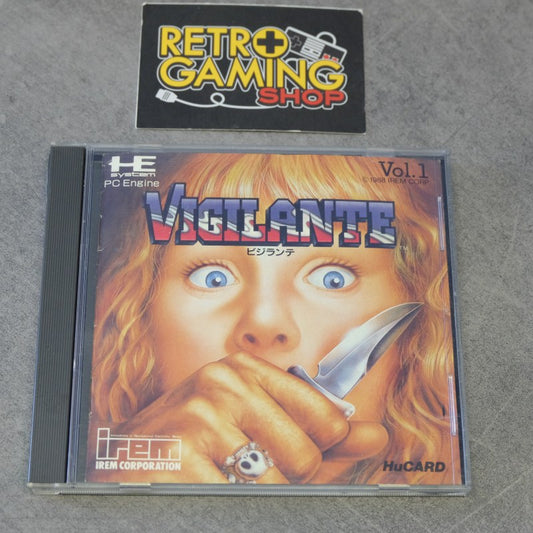 RETRO
GAMING
SHOP
HE
system
PC Engine
Vol.1
©1988 IREM CORP.
VIGILANTE
ビジランテ
irem
IREM CORPORATION
HuCARD